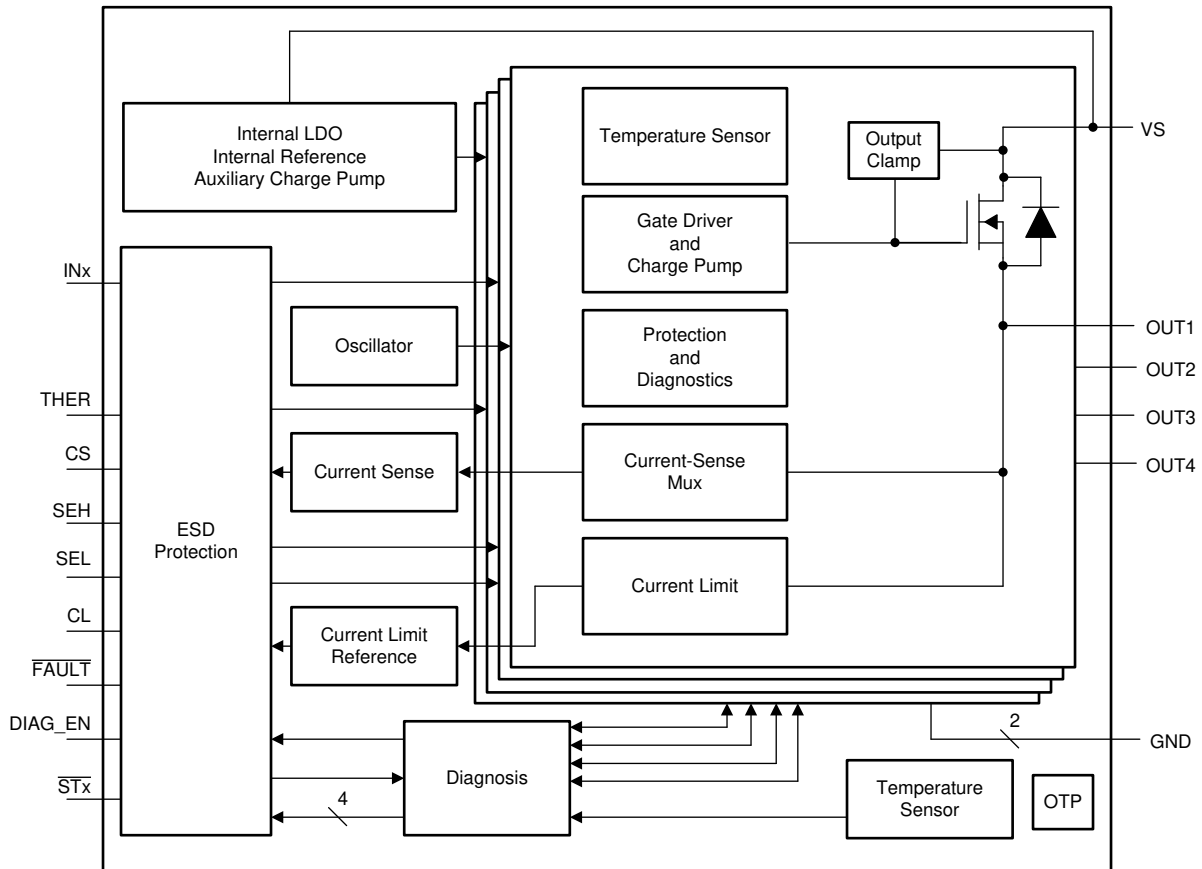 Internal LDO
Internal Reference
Auxiliary Charge Pump
Temperature Sensor
Output
Clamp
VS
Gate Driver
and
Charge Pump
INx
Oscillator
Protection
and
Diagnostics
OUT1
OUT2
OUT3
OUT4
THER
CS
SEH
SEL
CL
FAULT
DIAG_EN
STx
ESD
Protection
Current Sense
Current-Sense
Mux
Current Limit
Current Limit
Reference
Diagnosis
4
2
GND
Temperature
Sensor
OTP